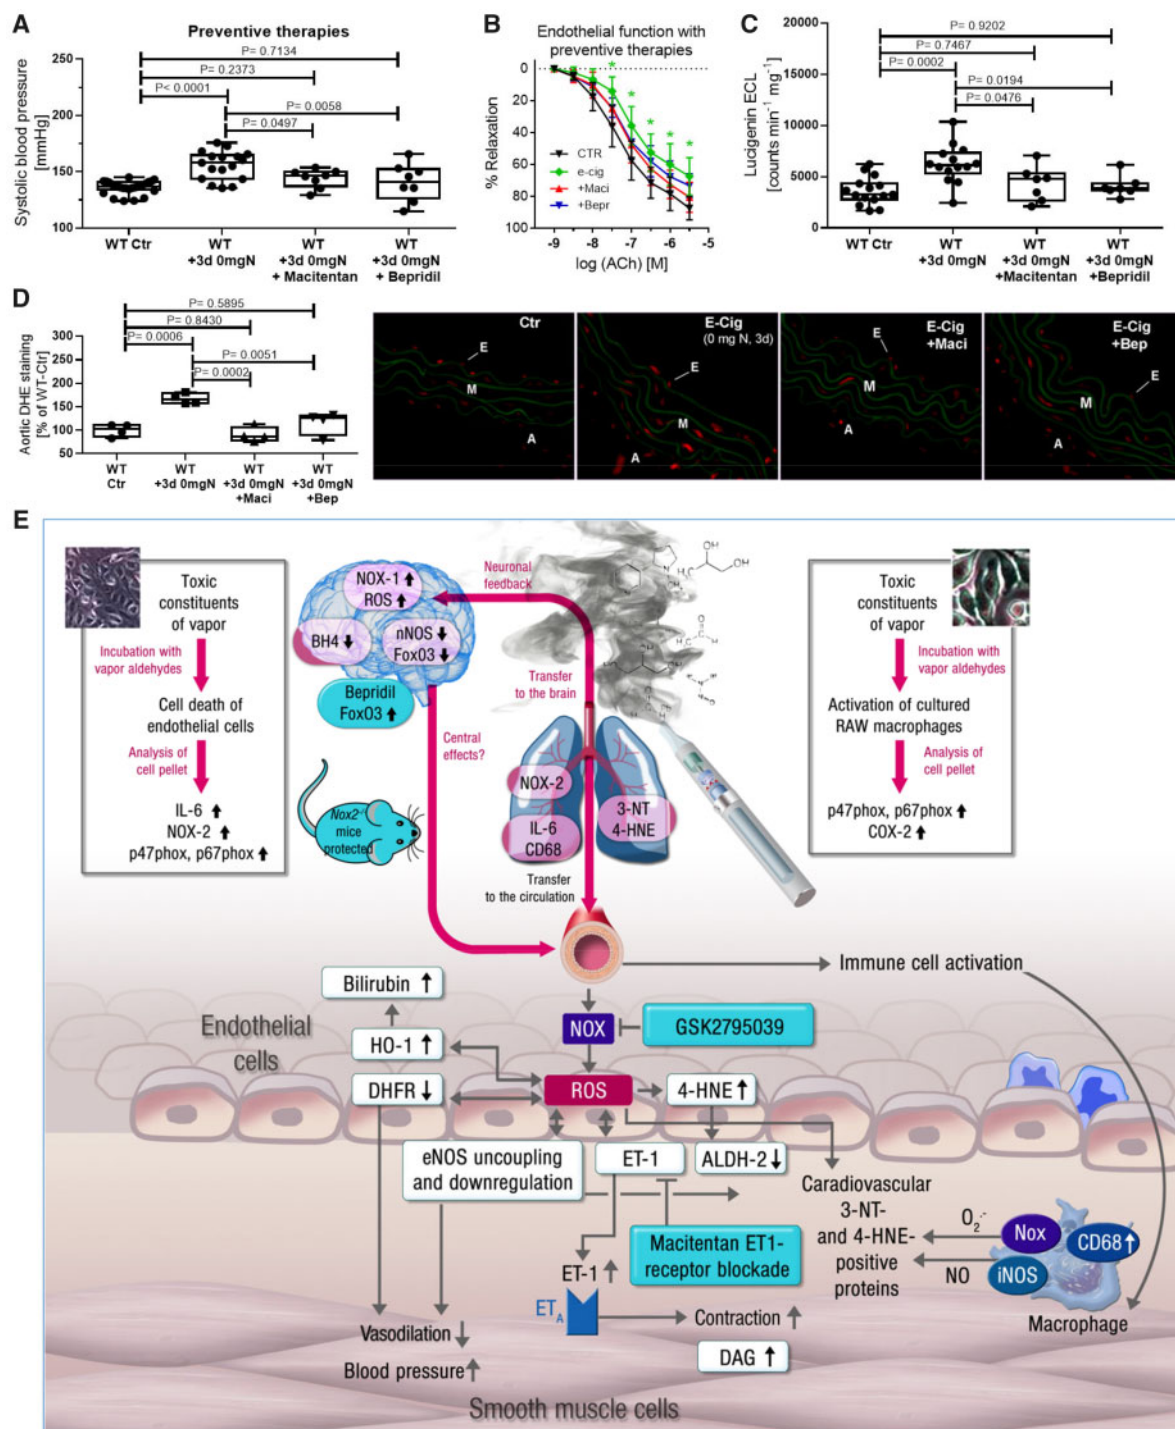 A
Preventive therapies
Systolic blood pressure
[mmHg]
250
200
150
100
P= 0.7134
P= 0.2373
P< 0.0001
P= 0.0058
P= 0.0497
WT Ctr
WT
+3d 0mgN
WT
+3d 0mgN
+ Macitentan
WT
+3d 0mgN
+ Bepridil
B
Endothelial function with
preventive therapies
% Relaxation
0
20
40
60
80
100
* * * * *
CTR
e-cig
+Maci
+Bepr
-9 -8 -7 -6 -5
log (ACh) [M]
C
Lucigenin ECL
[counts min-1 mg-1]
20000
15000
10000
5000
0
P= 0.9202
P= 0.7467
P= 0.0002
P= 0.0194
P= 0.0476
WT Ctr
WT
+3d 0mgN
WT
+3d 0mgN
+Macitentan
WT
+3d 0mgN
+Bepridil
D
Aortic DHE staining
[% of WT-Ctr]
350
300
250
200
150
100
50
P= 0.5895
P= 0.8430
P= 0.0006
P= 0.0051
P= 0.0002
WT
Ctr
WT
+3d 0mgN
WT
+3d 0mgN
+Maci
WT
+3d 0mgN
+Bep
Ctr
E
M
A
E-Cig
(0 mg N, 3d)
E
M
A
E-Cig
+Maci
E
M
A
E-Cig
+Bep
E
M
A
E
Toxic
constituents
of vapor
Incubation with
vapor aldehydes
Cell death of
endothelial cells
Analysis of
cell pellet
IL-6 ↑
NOX-2 ↑
p47phox, p67phox ↑
NOX-1 ↑
ROS ↑
BH4 ↓
nNOS ↓
Fox03 ↓
Bepridil
FoxO3 ↑
Nox2-/-
mice
protected
Neuronal
feedback
Transfer
to the brain
Central
effects?
NOX-2
IL-6
CD68
3-NT
4-HNE
Transfer
to the circulation
Toxic
constituents
of vapor
Incubation with
vapor aldehydes
Activation of cultured
RAW macrophages
Analysis of
cell pellet
p47phox, p67phox ↑
COX-2 ↑
Immune cell activation
Bilirubin ↑
Endothelial
cells
HO-1 ↑
DHFR ↓
NOX
GSK2795039
ROS
4-HNE ↑
eNOS uncoupling
and downregulation
ET-1
ALDH-2 ↓
Caradiovascular
3-NT-
and 4-HNE-
positive
proteins
O2·-
NO
Nox
CD68 ↑
iNOS
Macrophage
Macitentan ET1-
receptor blockade
ET-1 ↑
ETA
Contraction ↑
DAG ↑
Vasodilation ↓
Blood pressure ↑
Smooth muscle cells